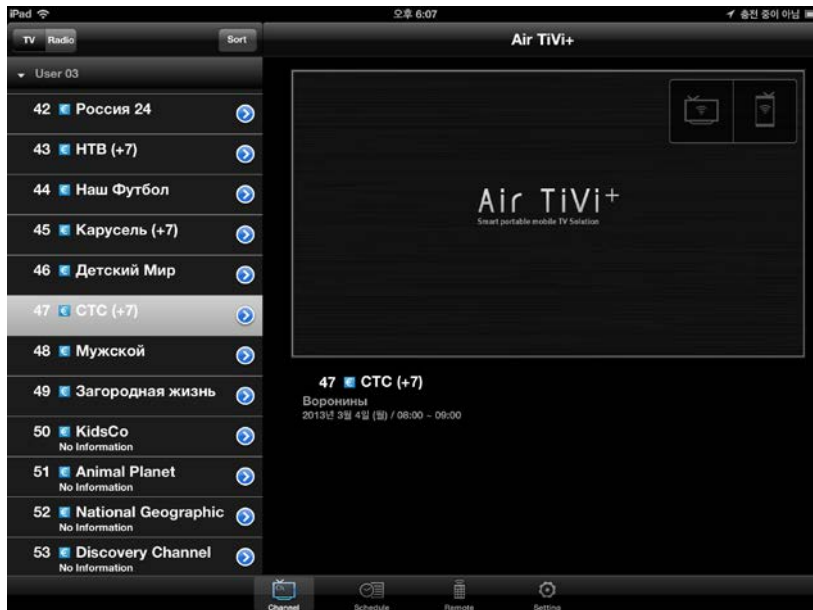 iPad 오후 6:07 충전 중이 아님
TV Radio Sort Air TiVi+
User 03
42 Россия 24
43 НТВ (+7)
44 Наш Футбол
45 Карусель (+7)
46 Детский Мир
47 СТС (+7)
48 Мужской
49 Загородная жизнь
50 KidsCo
No Information
51 Animal Planet
No Information
52 National Geographic
No Information
53 Discovery Channel
No Information
Air TiVi+
Smart portable mobile TV Solution
47 СТС (+7)
Воронины
2013년 3월 4일 (월) / 08:00 ~ 09:00
Channel Schedule Remote Setting